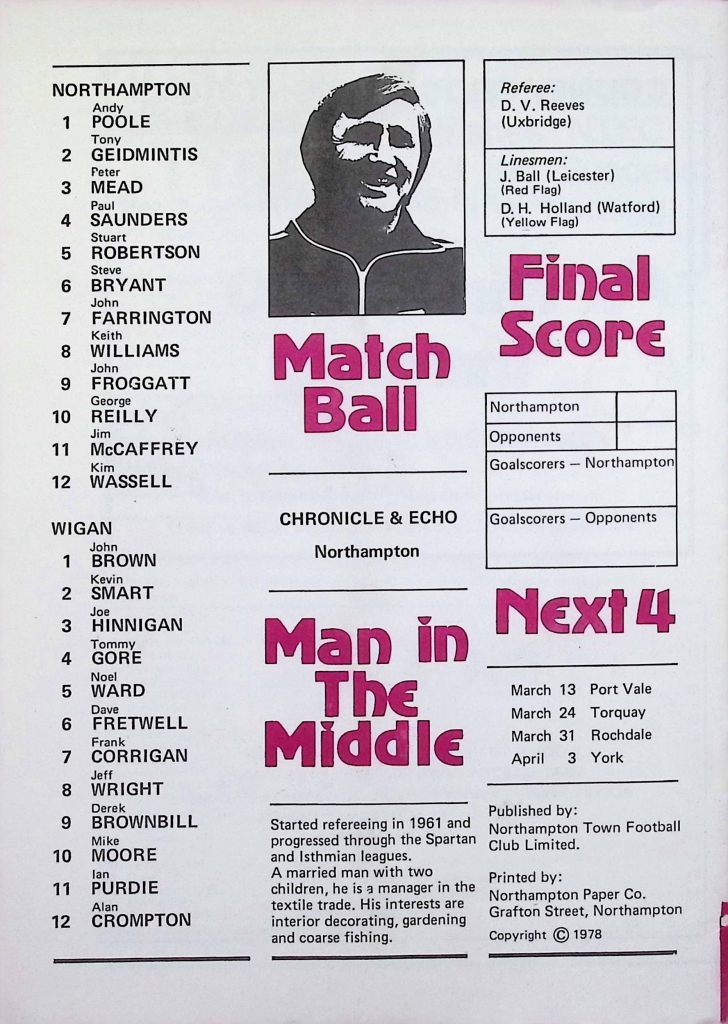 NORTHAMPTON
Andy
1 POOLE
Tony
2 GEIDMINTIS
Peter
3 MEAD
Paul
4 SAUNDERS
Stuart
5 ROBERTSON
Steve
6 BRYANT
John
7 FARRINGTON
Keith
8 WILLIAMS
John
9 FROGGATT
George
10 REILLY
Jim
11 McCAFFREY
Kim
12 WASSELL
WIGAN
John
1 BROWN
Kevin
2 SMART
Joe
3 HINNIGAN
Tommy
4 GORE
Noel
5 WARD
Dave
6 FRETWELL
Frank
7 CORRIGAN
Jeff
8 WRIGHT
Derek
9 BROWNBILL
Mike
10 MOORE
Ian
11 PURDIE
Alan
12 CROMPTON
Match
Ball
CHRONICLE & ECHO
Northampton
Man in
The
Middle
Started refereeing in 1961 and
progressed through the Spartan
and Isthmian leagues.
A married man with two
children, he is a manager in the
textile trade. His interests are
interior decorating, gardening
and coarse fishing.
Referee:
D. V. Reeves
(Uxbridge)
Linesmen:
J. Ball (Leicester)
(Red Flag)
D. H. Holland (Watford)
(Yellow Flag)
Final
Score
Northampton
Opponents
Goalscorers – Northampton
Goalscorers – Opponents
Next 4
March 13 Port Vale
March 24 Torquay
March 31 Rochdale
April 3 York
Published by:
Northampton Town Football
Club Limited.
Printed by:
Northampton Paper Co.
Grafton Street, Northampton
Copyright © 1978